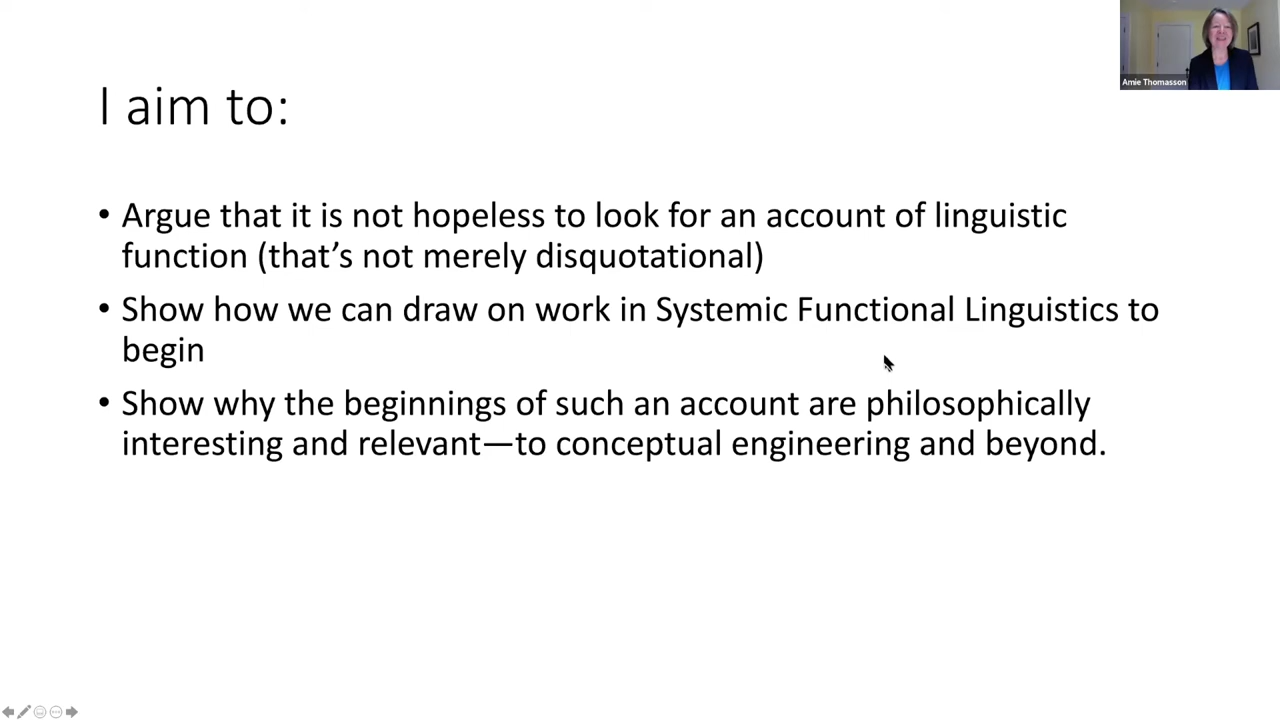 Amie Thomasson
I aim to:
• Argue that it is not hopeless to look for an account of linguistic
function (that’s not merely disquotational)
• Show how we can draw on work in Systemic Functional Linguistics to
begin
• Show why the beginnings of such an account are philosophically
interesting and relevant—to conceptual engineering and beyond.